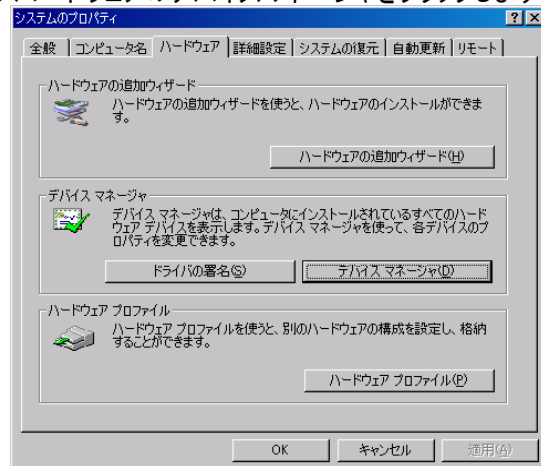 システムのプロパティ
全般 コンピュータ名 ハードウェア 詳細設定 システムの復元 自動更新 リモート
ハードウェアの追加ウィザード
ハードウェアの追加ウィザードを使うと、ハードウェアのインストールができま
す。
ハードウェアの追加ウィザード(H)
デバイス マネージャ
デバイス マネージャは、コンピュータにインストールされているすべてのハード
ウェア デバイスを表示します。デバイス マネージャを使って、各デバイスのプ
ロパティを変更できます。
ドライバの署名(S) デバイス マネージャ(D)
ハードウェア プロファイル
ハードウェア プロファイルを使うと、別のハードウェアの構成を設定し、格納
することができます。
ハードウェア プロファイル(P)
OK キャンセル 適用(A)